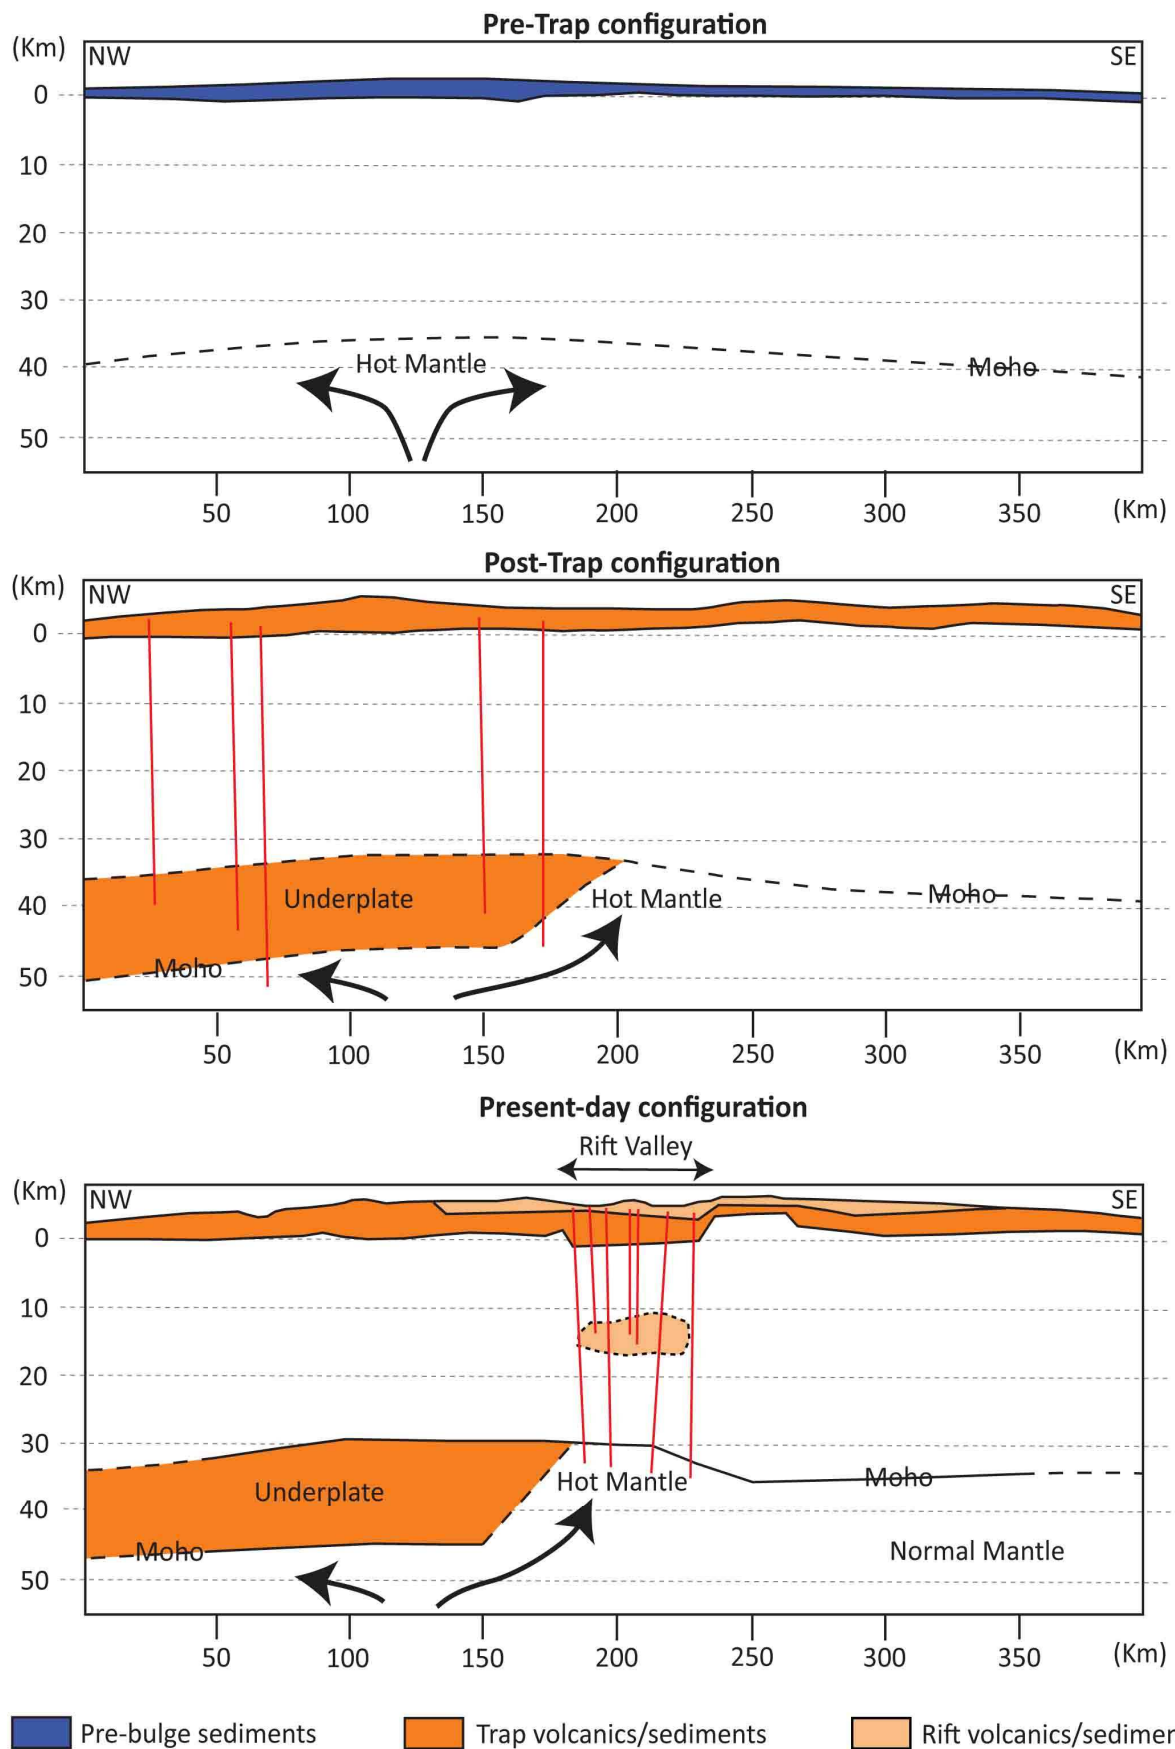 Pre-Trap configuration
(Km)
NW
SE
0
10
20
30
40
50
Hot Mantle
Moho
50
100
150
200
250
300
350
(Km)
Post-Trap configuration
(Km)
NW
SE
0
10
20
30
40
50
Underplate
Hot Mantle
Moho
Moho
50
100
150
200
250
300
350
(Km)
Present-day configuration
Rift Valley
(Km)
NW
SE
0
10
20
30
40
50
Underplate
Hot Mantle
Moho
Moho
Normal Mantle
50
100
150
200
250
300
350
(Km)
Pre-bulge sediments
Trap volcanics/sediments
Rift volcanics/sedimen